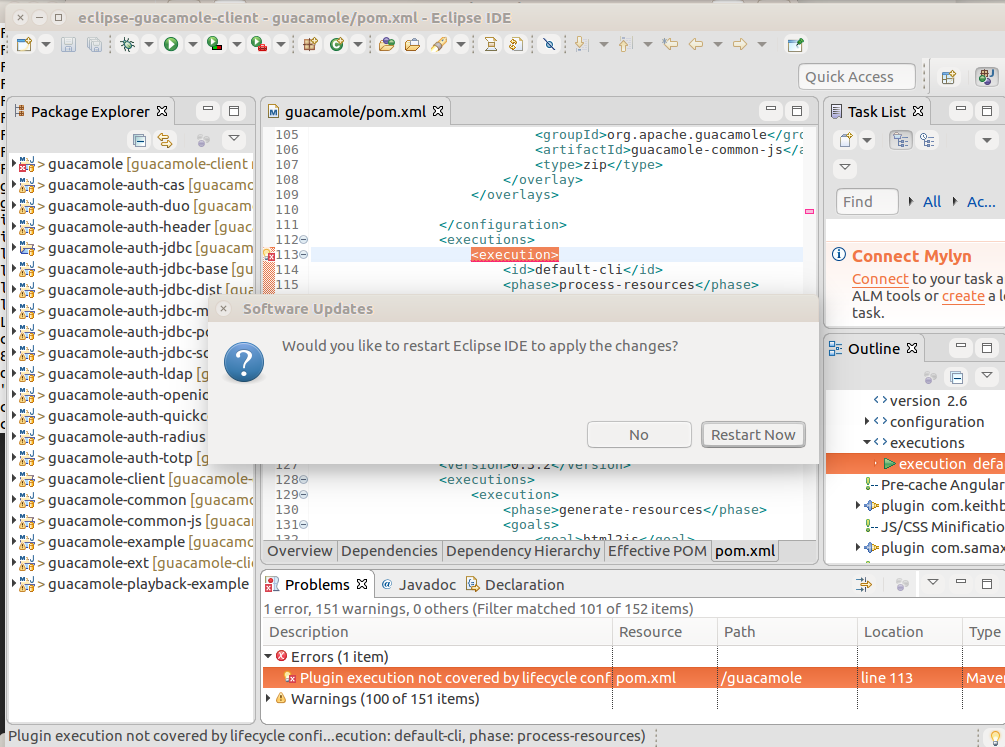 eclipse-guacamole-client - guacamole/pom.xml - Eclipse IDE
Quick Access
Package Explorer
guacamole/pom.xml
Task List
> guacamole [guacamole-client
> guacamole-auth-cas [guacamo
> guacamole-auth-duo [guacam
> guacamole-auth-header [guac
> guacamole-auth-jdbc [guacam
> guacamole-auth-jdbc-base [gu
> guacamole-auth-jdbc-dist [gua
> guacamole-auth-jdbc-m
> guacamole-auth-jdbc-po
> guacamole-auth-jdbc-sq
> guacamole-auth-ldap [g
> guacamole-auth-openic
> guacamole-auth-quickc
> guacamole-auth-radius
> guacamole-auth-totp [g
> guacamole-client [guacamole-
> guacamole-common [guacamo
> guacamole-common-js [guacar
> guacamole-example [guacamo
> guacamole-ext [guacamole-clie
> guacamole-playback-example
105 <groupId>org.apache.guacamole</gro
106 <artifactId>guacamole-common-js</a
107 <type>zip</type>
108 </overlay>
109 </overlays>
110
111 </configuration>
112 <executions>
113 <execution>
114 <id>default-cli</id>
115 <phase>process-resources</phase>
Software Updates
Would you like to restart Eclipse IDE to apply the changes?
No
Restart Now
127 <version>0.3.2</version>
128 <executions>
129 <execution>
130 <phase>generate-resources</phase>
131 <goals>
132 <goal>html2js</goal>
Overview
Dependencies
Dependency Hierarchy
Effective POM
pom.xml
Find
All
Ac...
Connect Mylyn
Connect to your task a
ALM tools or create a lo
task.
Outline
version 2.6
configuration
executions
execution defa
Pre-cache Angular
plugin com.keithb
JS/CSS Minificatio
plugin com.samax
Problems
@ Javadoc
Declaration
1 error, 151 warnings, 0 others (Filter matched 101 of 152 items)
Description Resource Path Location Type
Errors (1 item)
Plugin execution not covered by lifecycle conf pom.xml /guacamole line 113 Maven
Warnings (100 of 151 items)
Plugin execution not covered by lifecycle confi...ecution: default-cli, phase: process-resources)